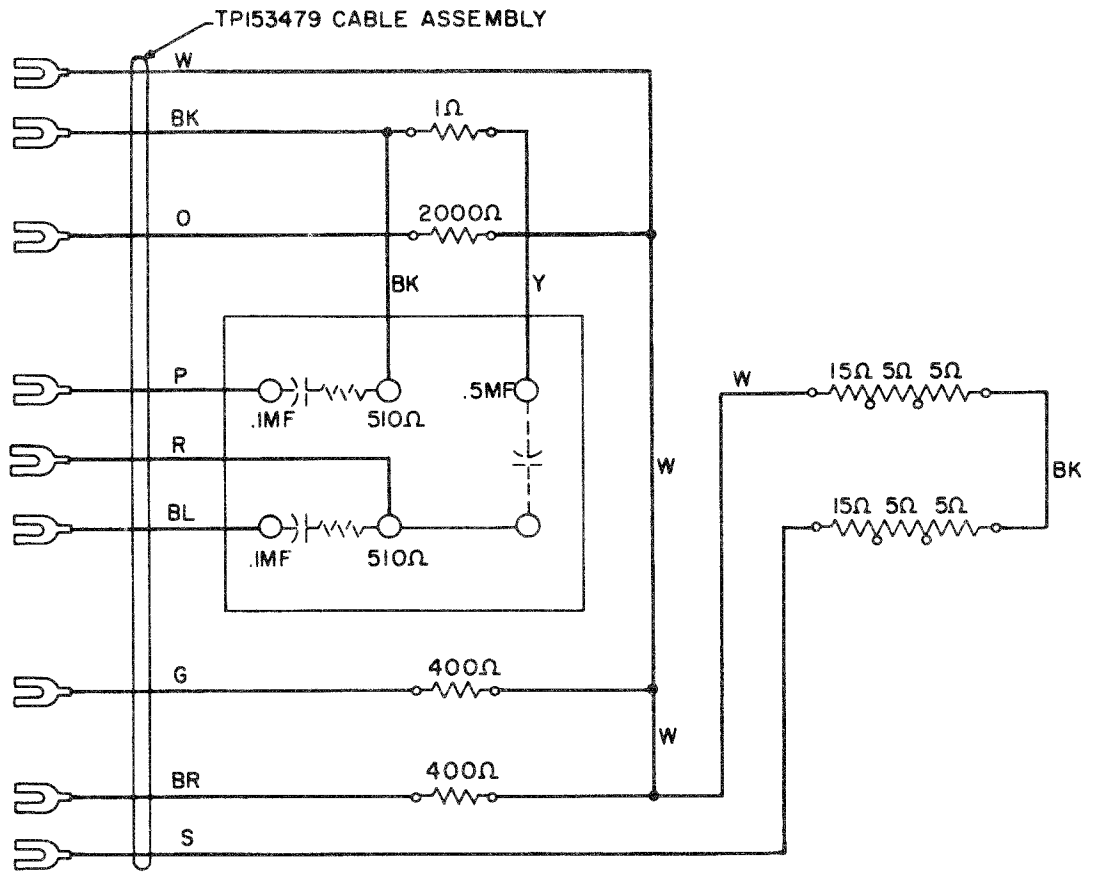 TP153479 CABLE ASSEMBLY
W
BK
1Ω
O
2000Ω
BK
Y
P
.1MF
510Ω
.5MF
R
BL
.1MF
510Ω
W
W
15Ω 5Ω 5Ω
BK
15Ω 5Ω 5Ω
G
400Ω
W
BR
400Ω
S